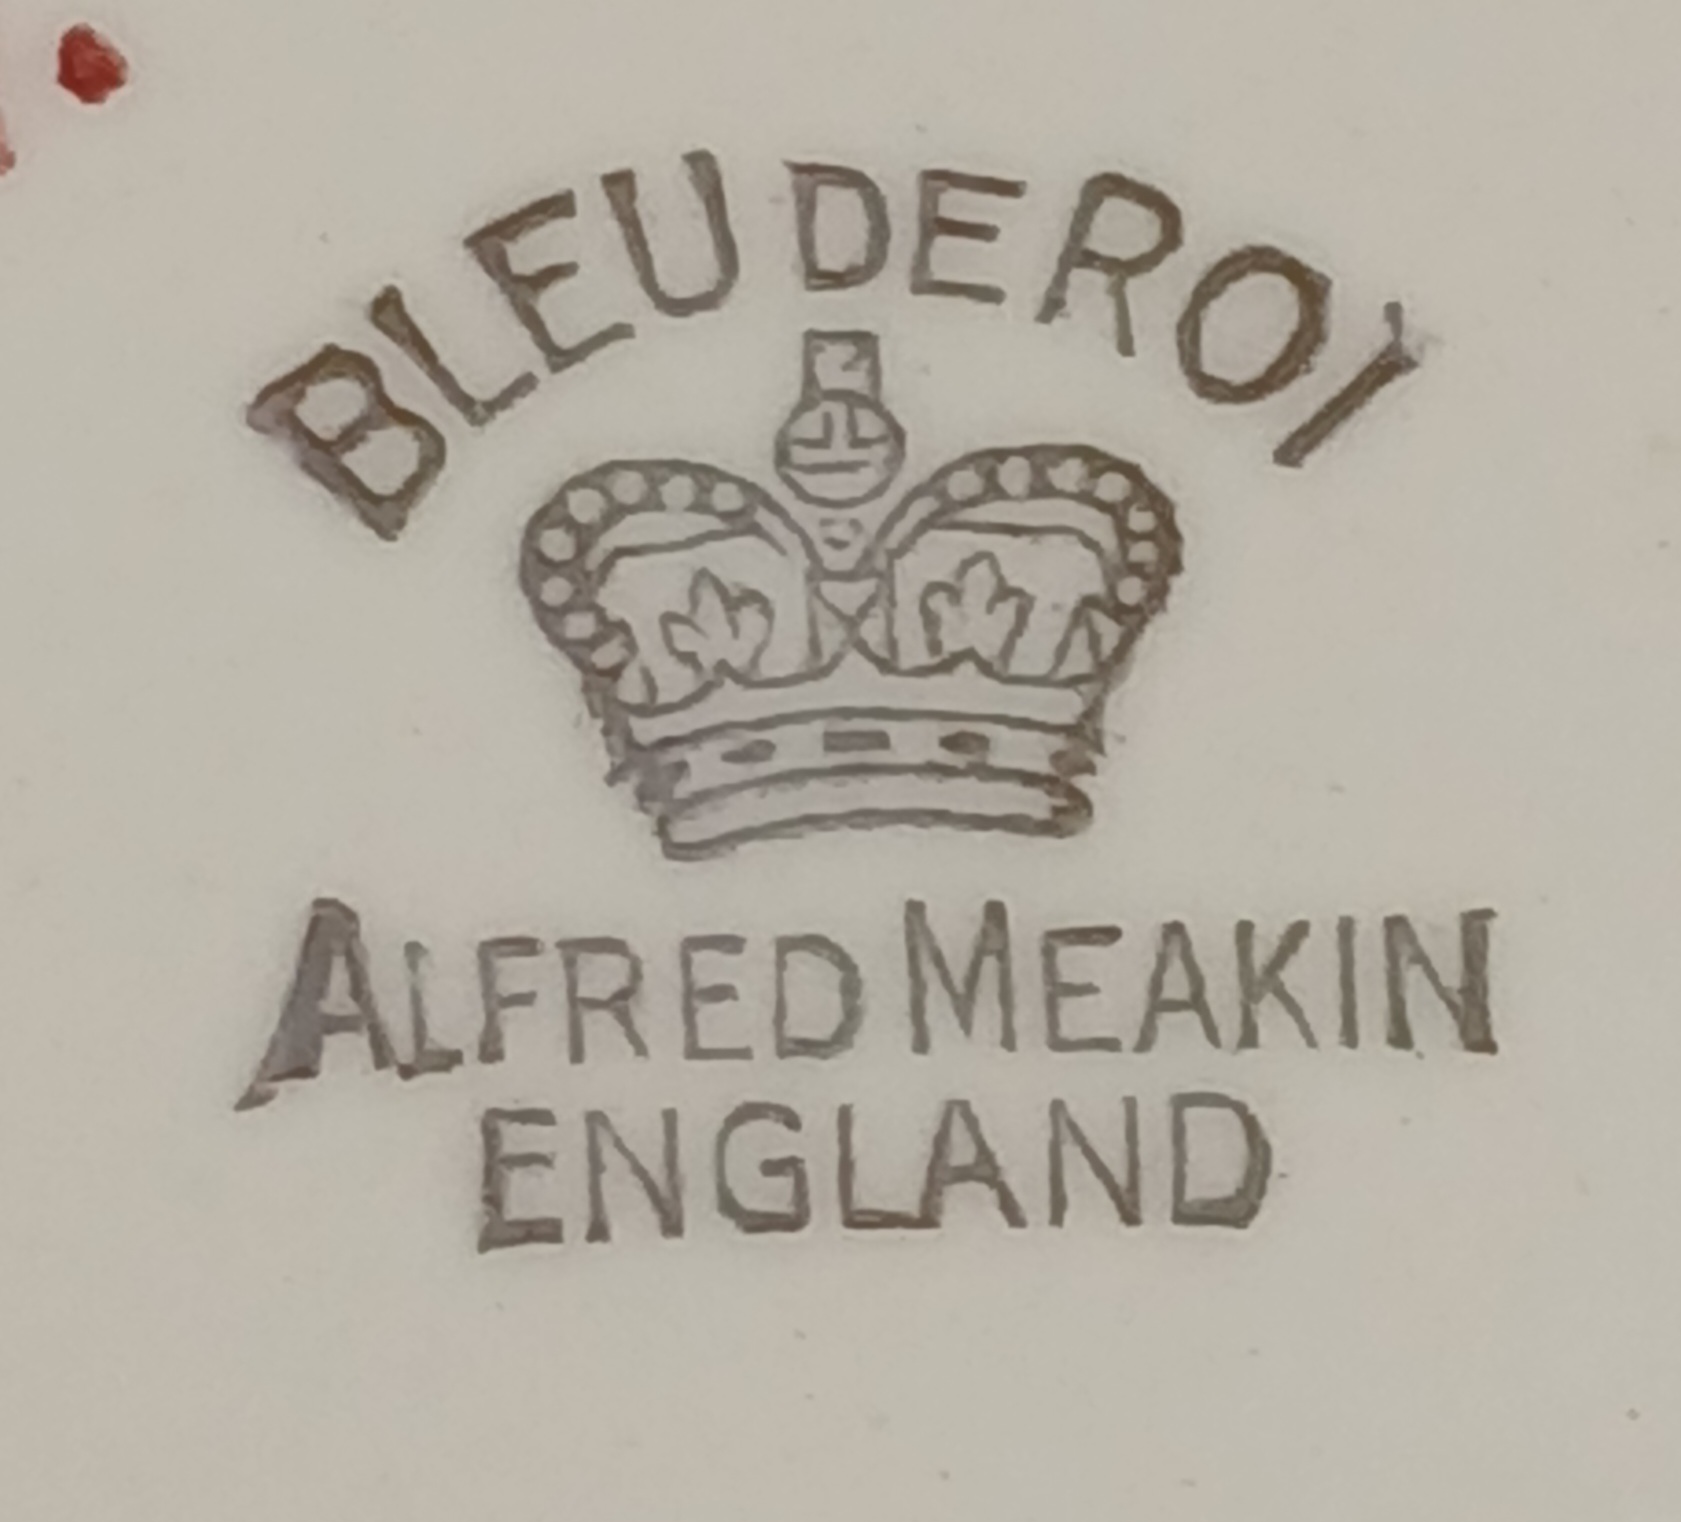 BLEU DE ROI
ALFRED MEAKIN
ENGLAND